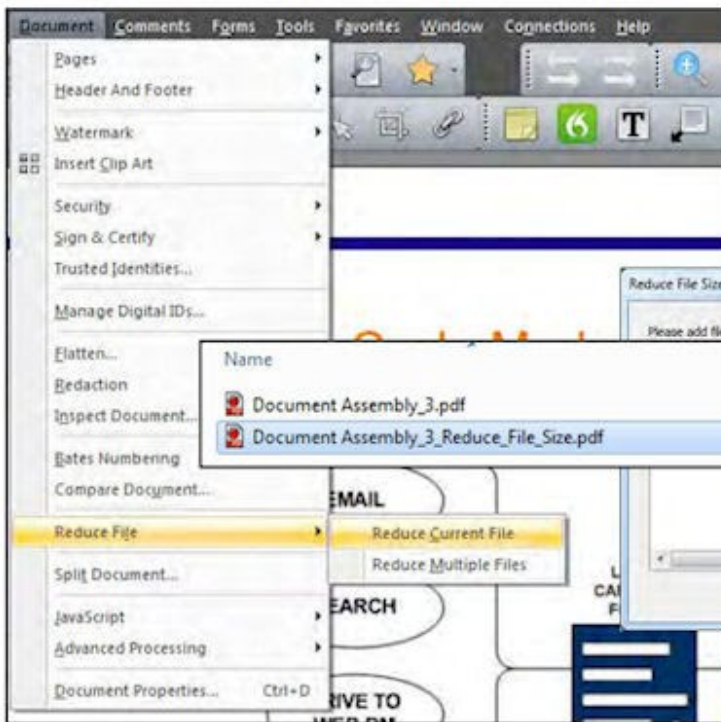 Document Comments Forms Tools Favorites Window Connections Help
Pages
Header And Footer
Watermark
Insert Clip Art
Security
Sign & Certify
Trusted Identities...
Manage Digital IDs...
Flatten...
Redaction
Inspect Document...
Bates Numbering
Compare Document...
Reduce File
Split Document...
JavaScript
Advanced Processing
Document Properties... Ctrl+D
T
Reduce File Size
Please add
Name
Document Assembly_3.pdf
Document Assembly_3_Reduce_File_Size.pdf
EMAIL
Reduce Current File
Reduce Multiple Files
EARCH
RIVE TO